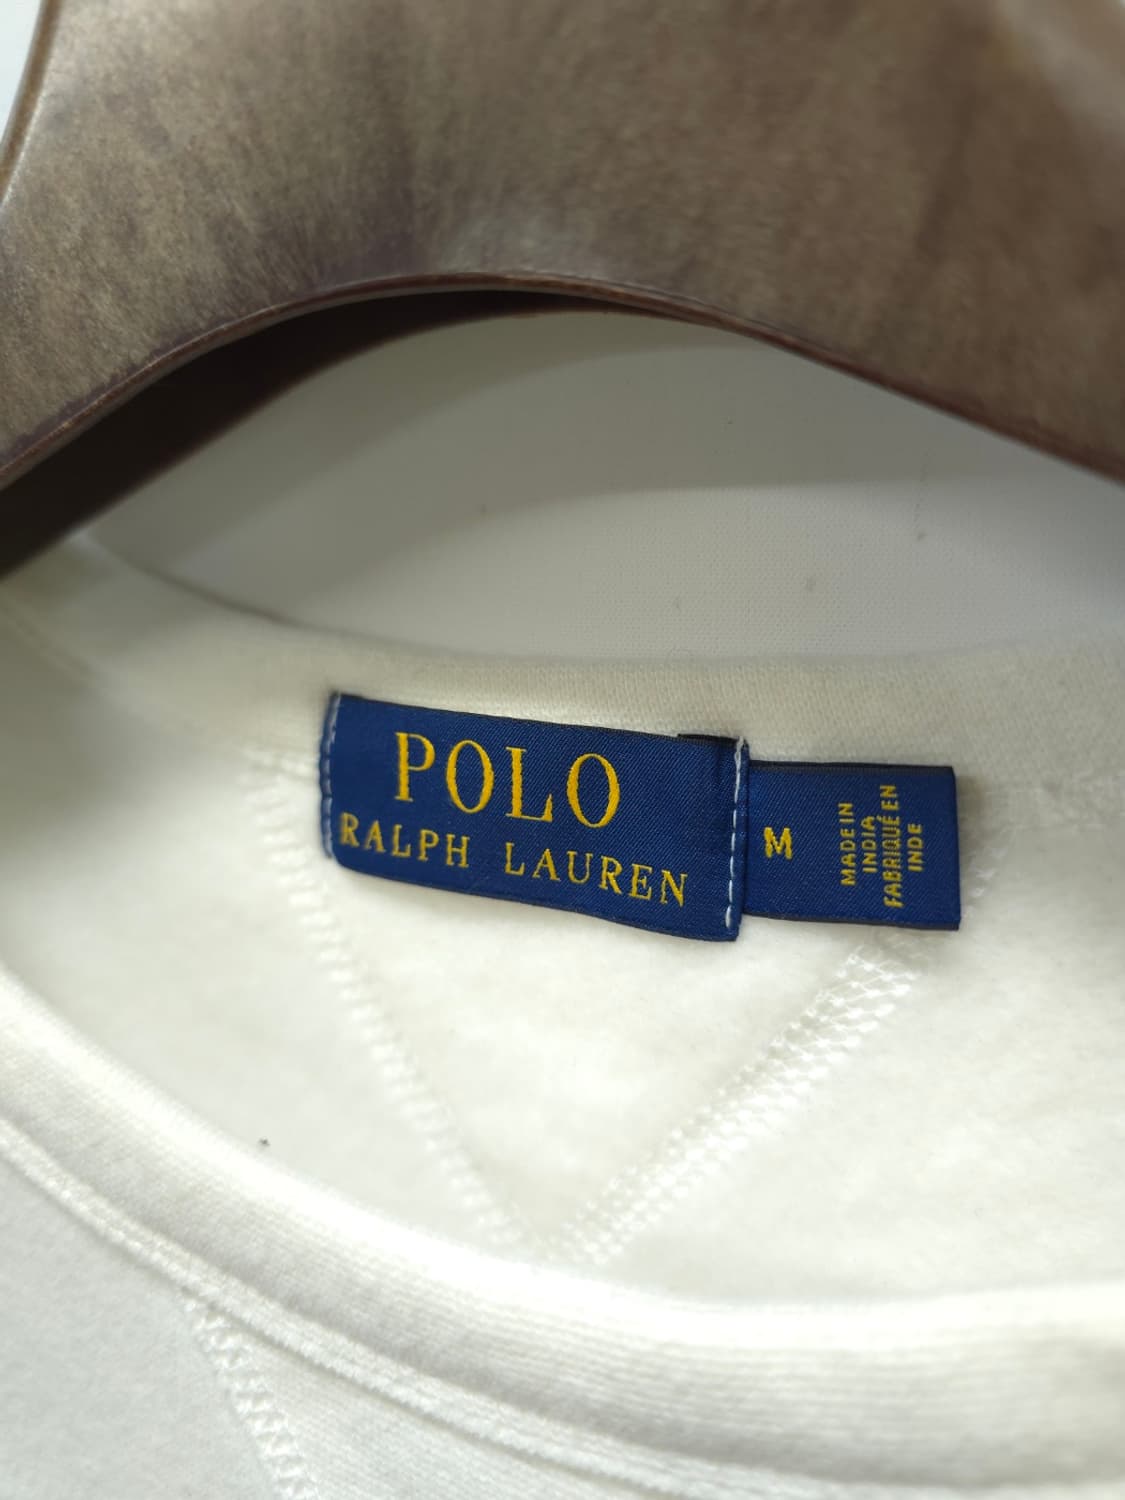 POLO
RALPH LAUREN
M
MADE IN
INDIA
FABRIQUÉ EN
INDE